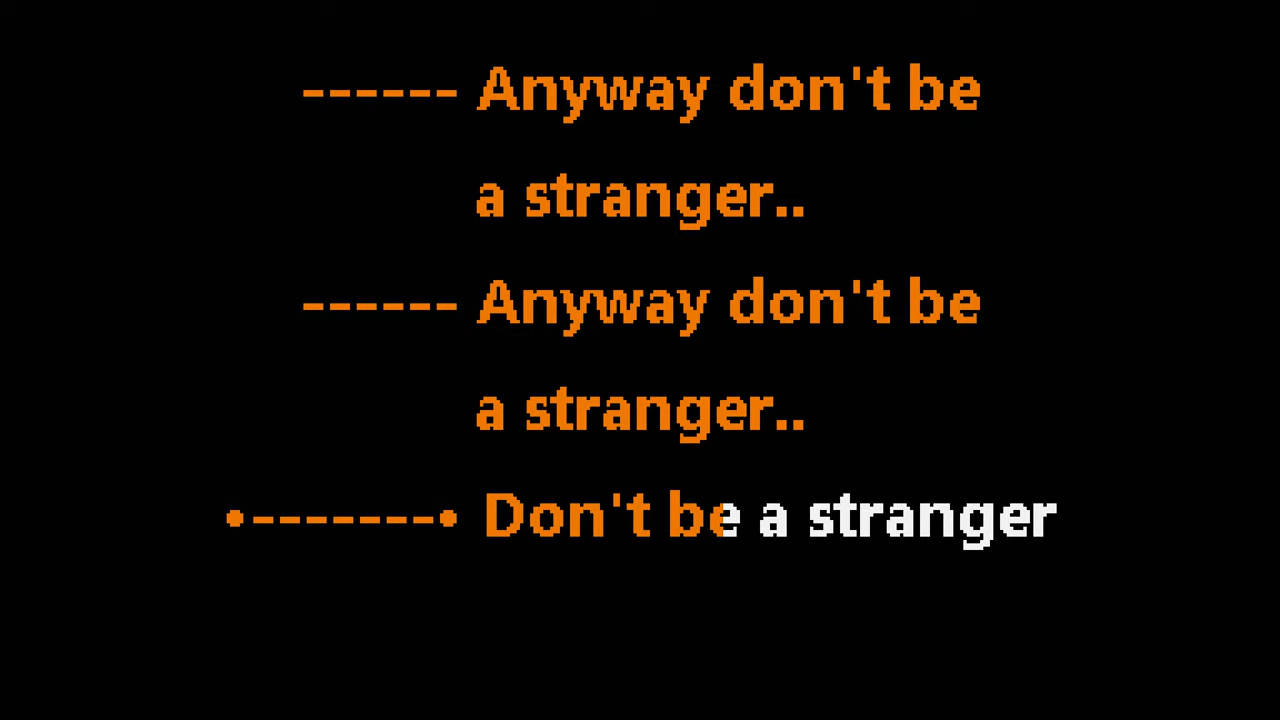 ------ Anyway don't be
a stranger..
------ Anyway don't be
a stranger..
•-------• Don't be a stranger